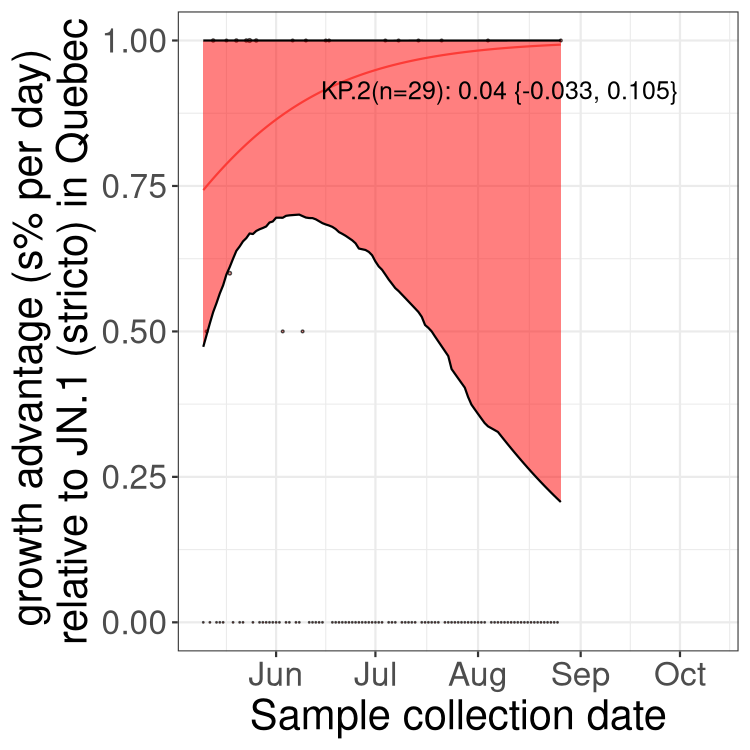 growth advantage (s% per day)
relative to JN.1 (stricto) in Quebec
1.00
0.75
0.50
0.25
0.00
KP.2(n=29): 0.04 {-0.033, 0.105}
Jun Jul Aug Sep Oct
Sample collection date